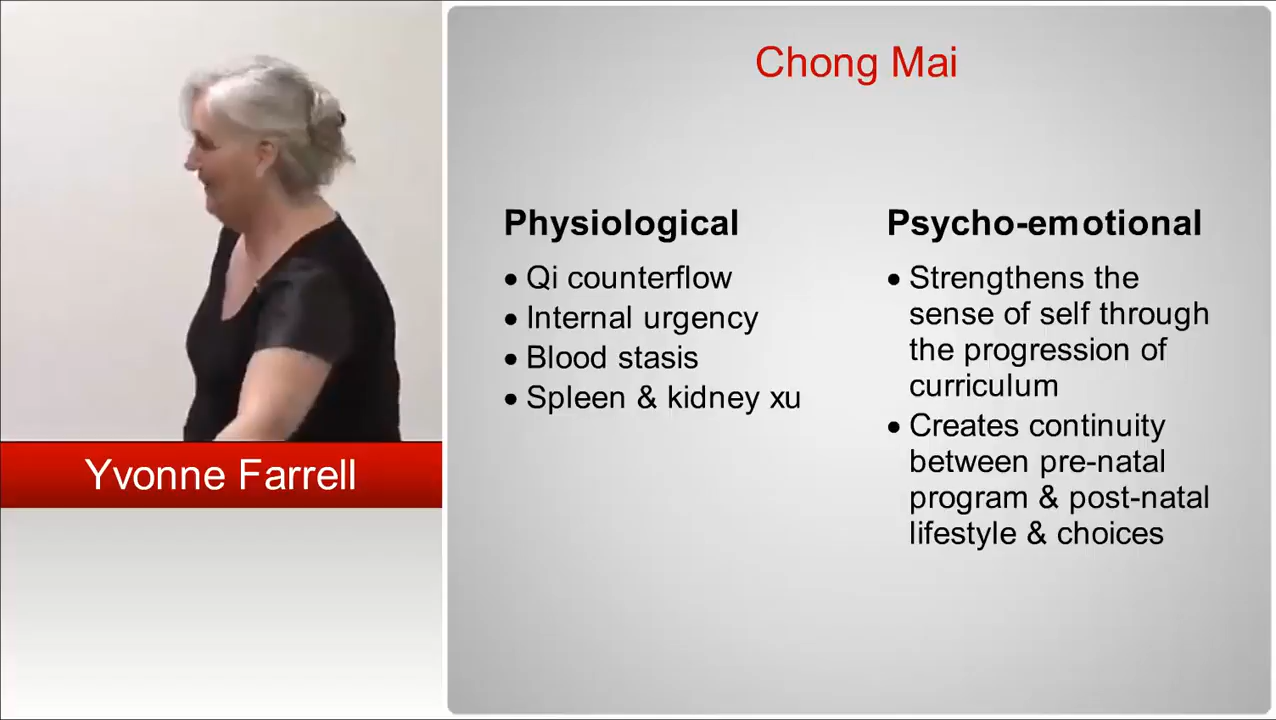 Chong Mai
Physiological
• Qi counterflow
• Internal urgency
• Blood stasis
• Spleen & kidney xu
Psycho-emotional
• Strengthens the
sense of self through
the progression of
curriculum
• Creates continuity
between pre-natal
program & post-natal
lifestyle & choices
Yvonne Farrell